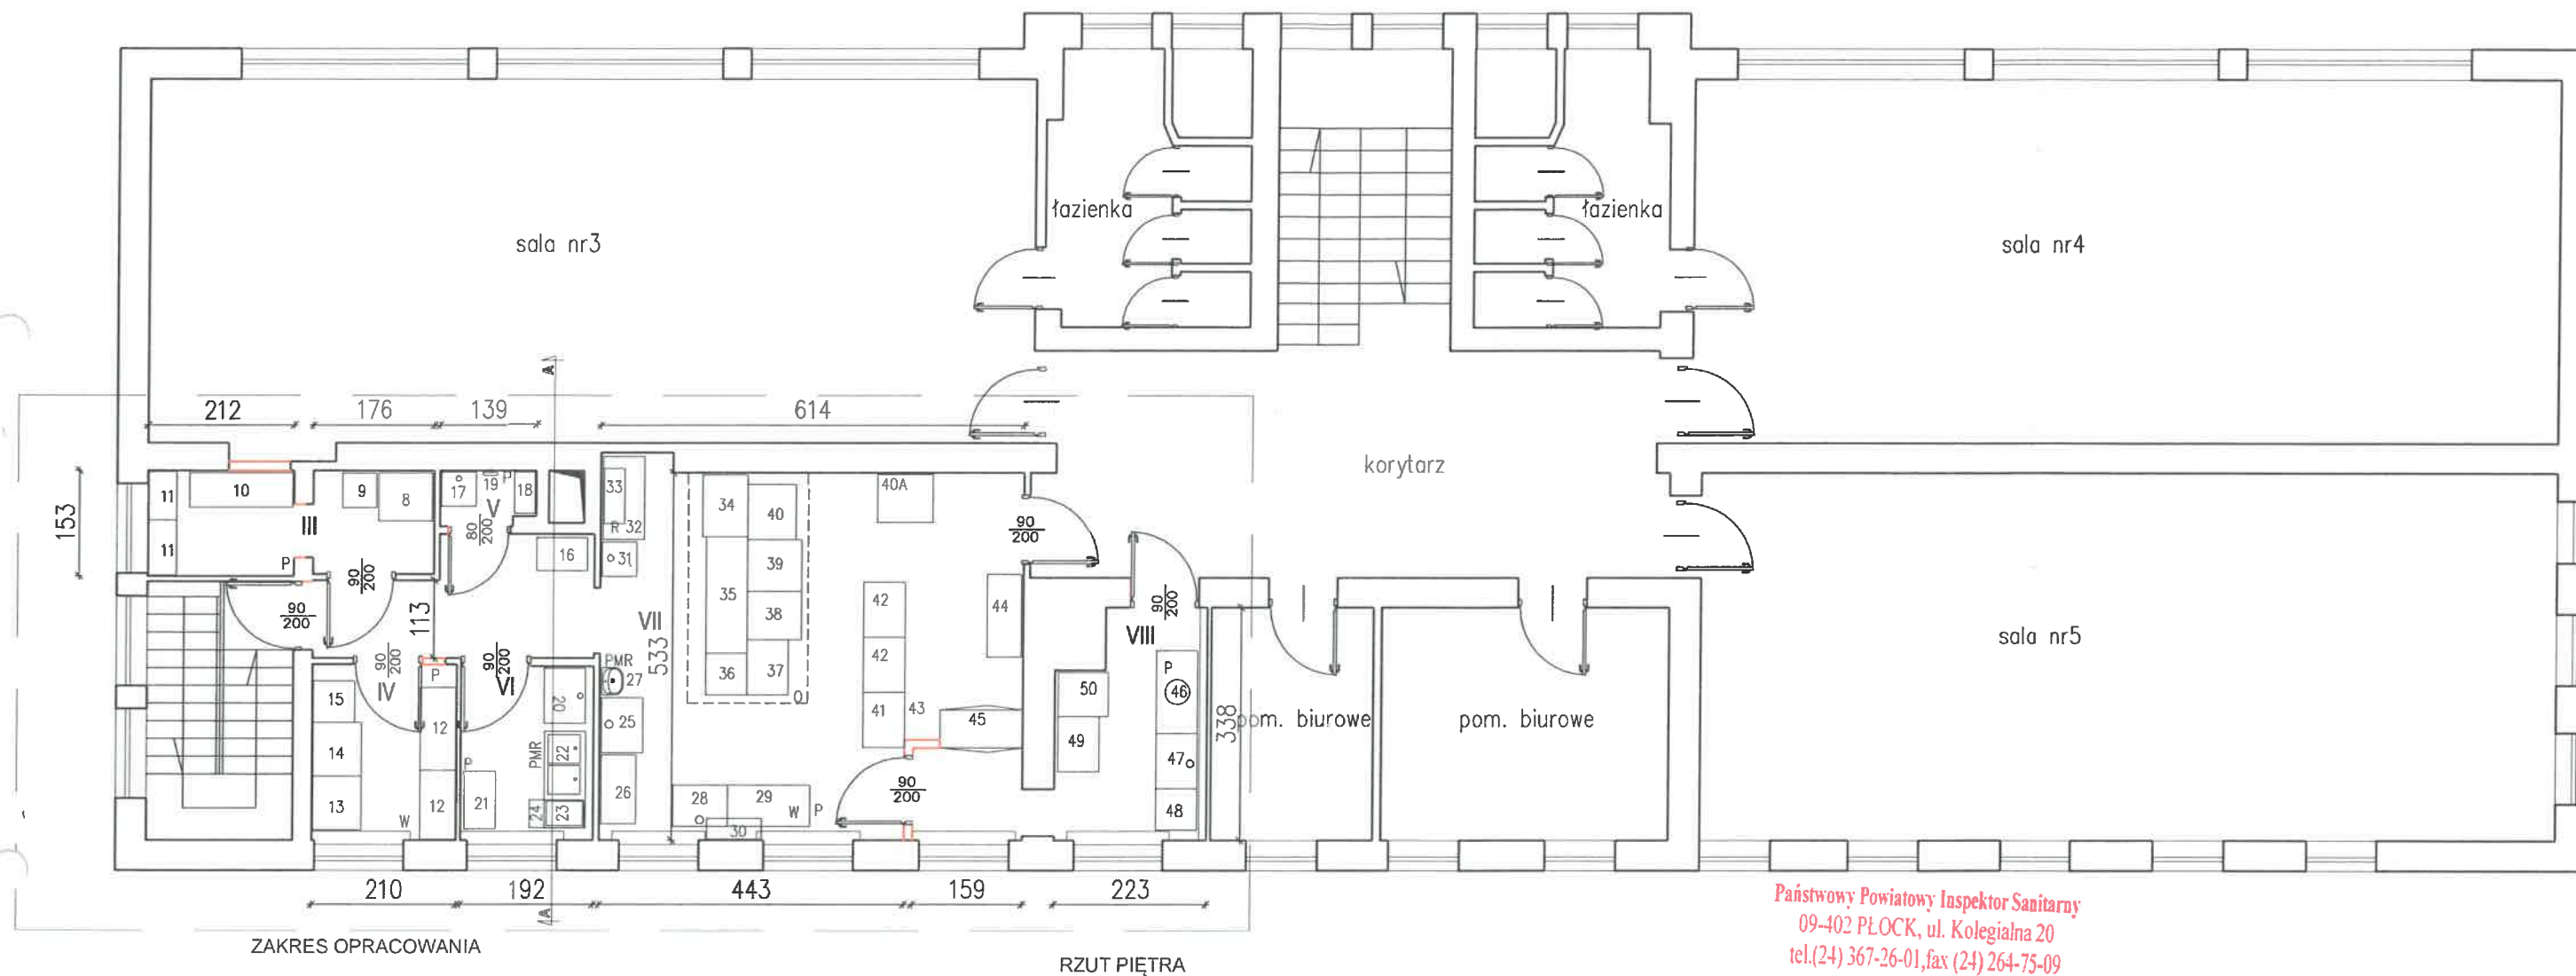 łazienka
łazienka
sala nr3
sala nr4
A
212
176
139
614
korytarz
153
11
10
9
8
17
19
P
18
V
33
34
40
40A
III
80
200
R 32
90
200
11
P
90
200
16
31
39
35
42
44
38
90
200
113
VII
90
200
VIII
sala nr5
533
90
200
90
200
PMR
27
36
37
42
P
P
IV
VI
20
50
46
15
12
25
O
41
43
45
338
pom. biurowe
pom. biurowe
14
PMR
22
49
47
P
26
90
200
13
W
12
21
24
23
28
29
W
P
48
30
210
192
443
159
223
A
ZAKRES OPRACOWANIA
RZUT PIĘTRA
Państwowy Powiatowy Inspektor Sanitarny
09-402 PŁOCK, ul. Kolegialna 20
tel.(24) 367-26-01,fax (24) 264-75-09